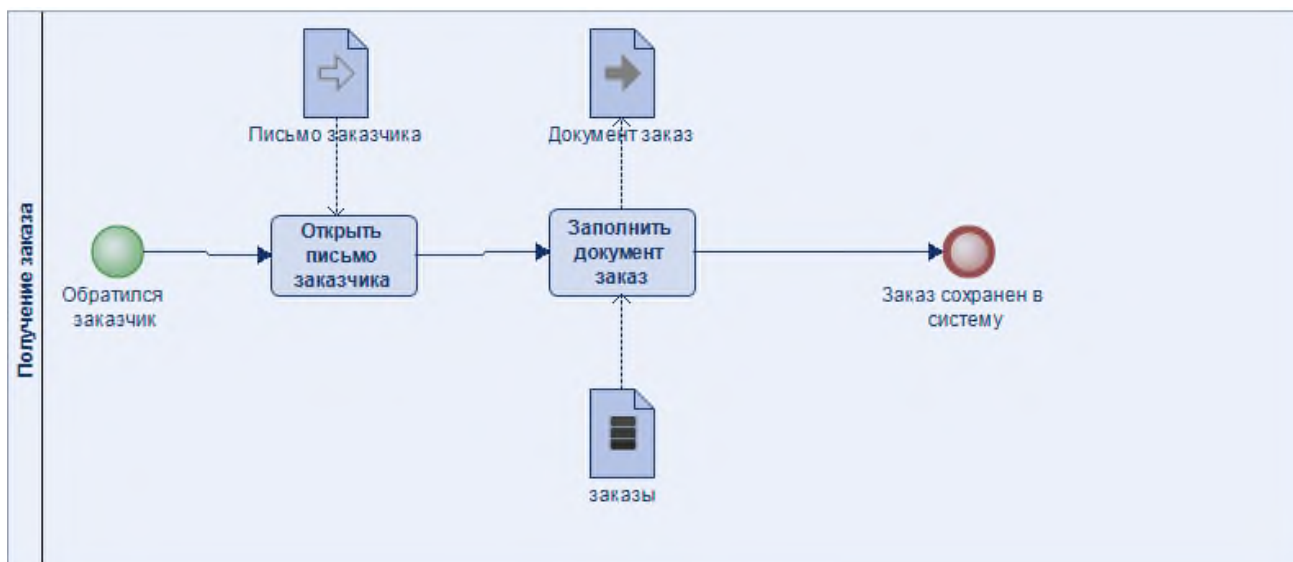 Получение заказа
Письмо заказчика
Документ заказ
Обратился
заказчик
Открыть
письмо
заказчика
Заполнить
документ
заказ
Заказ сохранен в
систему
заказы